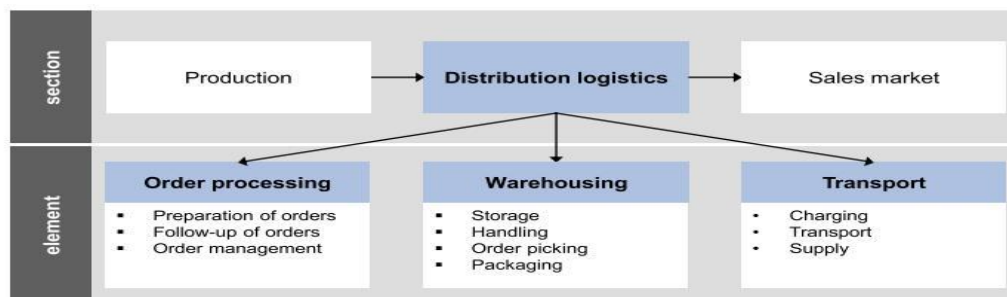 section
Production
Distribution logistics
Sales market
element
Order processing
▪ Preparation of orders
▪ Follow-up of orders
▪ Order management
Warehousing
▪ Storage
▪ Handling
▪ Order picking
▪ Packaging
Transport
• Charging
• Transport
• Supply